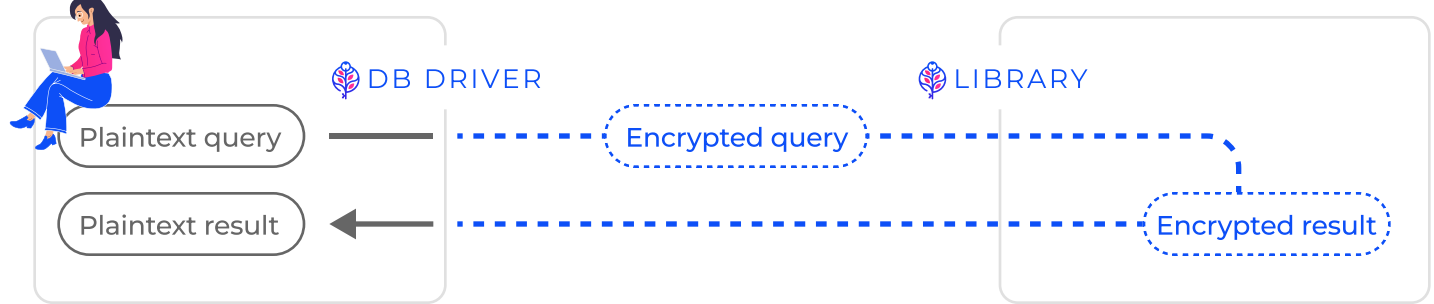 DB DRIVER
LIBRARY
Plaintext query
Encrypted query
Plaintext result
Encrypted result